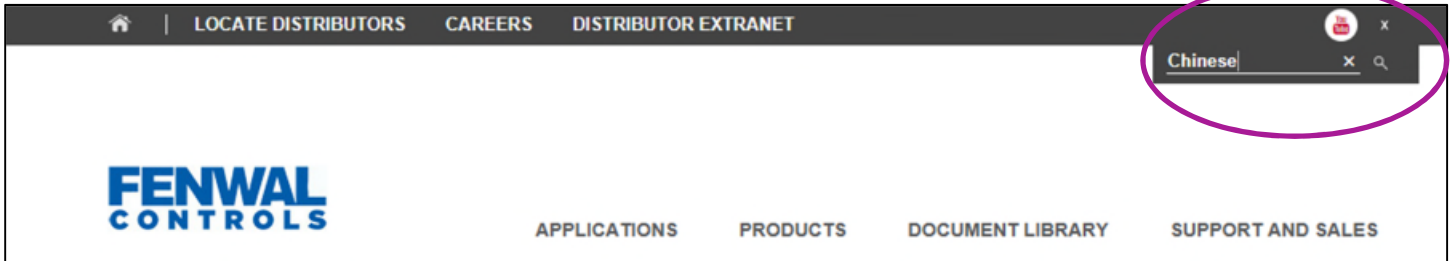 | LOCATE DISTRIBUTORS CAREERS DISTRIBUTOR EXTRANET You Tube x
Chinese x
FENWAL
CONTROLS
APPLICATIONS PRODUCTS DOCUMENT LIBRARY SUPPORT AND SALES